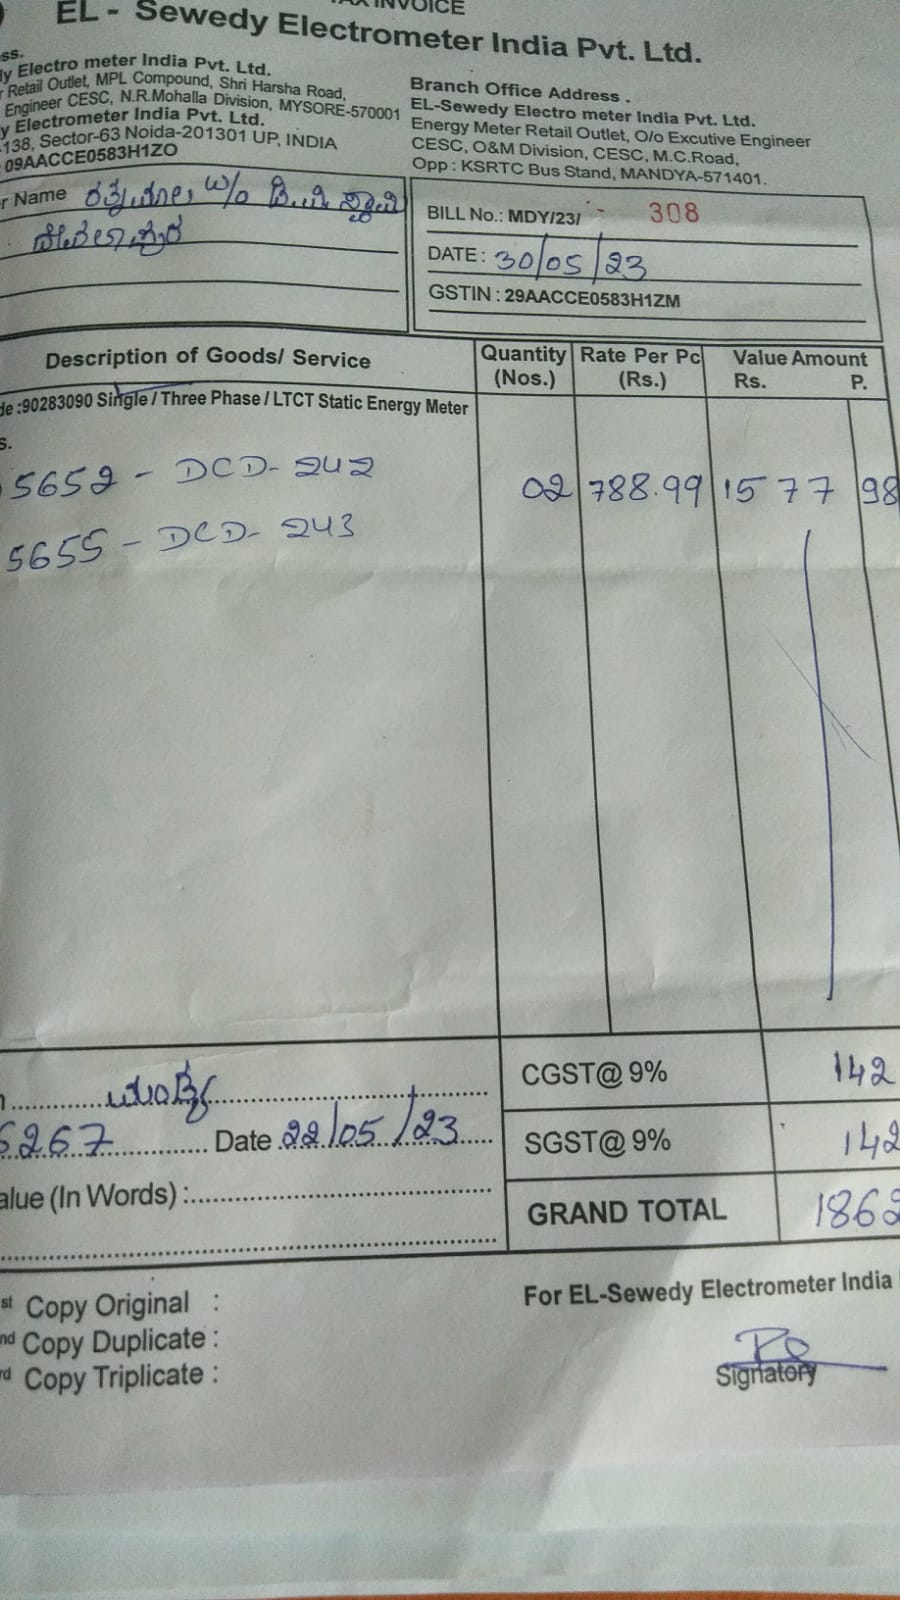 TAX INVOICE
EL - Sewedy Electrometer India Pvt. Ltd.
ss.
ly Electro meter India Pvt. Ltd.
Retail Outlet, MPL Compound, Shri Harsha Road,
Engineer CESC, N.R.Mohalla Division, MYSORE-570001
y Electrometer India Pvt. Ltd.
-138, Sector-63 Noida-201301 UP, INDIA
09AACCE0583H1ZO
Branch Office Address .
EL-Sewedy Electro meter India Pvt. Ltd.
Energy Meter Retail Outlet, O/o Excutive Engineer
CESC, O&M Division, CESC, M.C.Road,
Opp : KSRTC Bus Stand, MANDYA-571401.
r Name W/o
BILL No.: MDY/23/ - 308
DATE : 30/05/23
GSTIN : 29AACCE0583H1ZM
Description of Goods/ Service Quantity (Nos.) Rate Per Pc (Rs.) Value Amount Rs. P.
de :90283090 Single / Three Phase / LTCT Static Energy Meter
s.
5652 - DCD- 242 02 788.99 1577 98
5655 - DCD- 243
CGST@ 9% 142
6267 Date 22/05/23
SGST@ 9% 142
alue (In Words) :
GRAND TOTAL 1862
st Copy Original :
nd Copy Duplicate :
rd Copy Triplicate :
For EL-Sewedy Electrometer India
Signatory